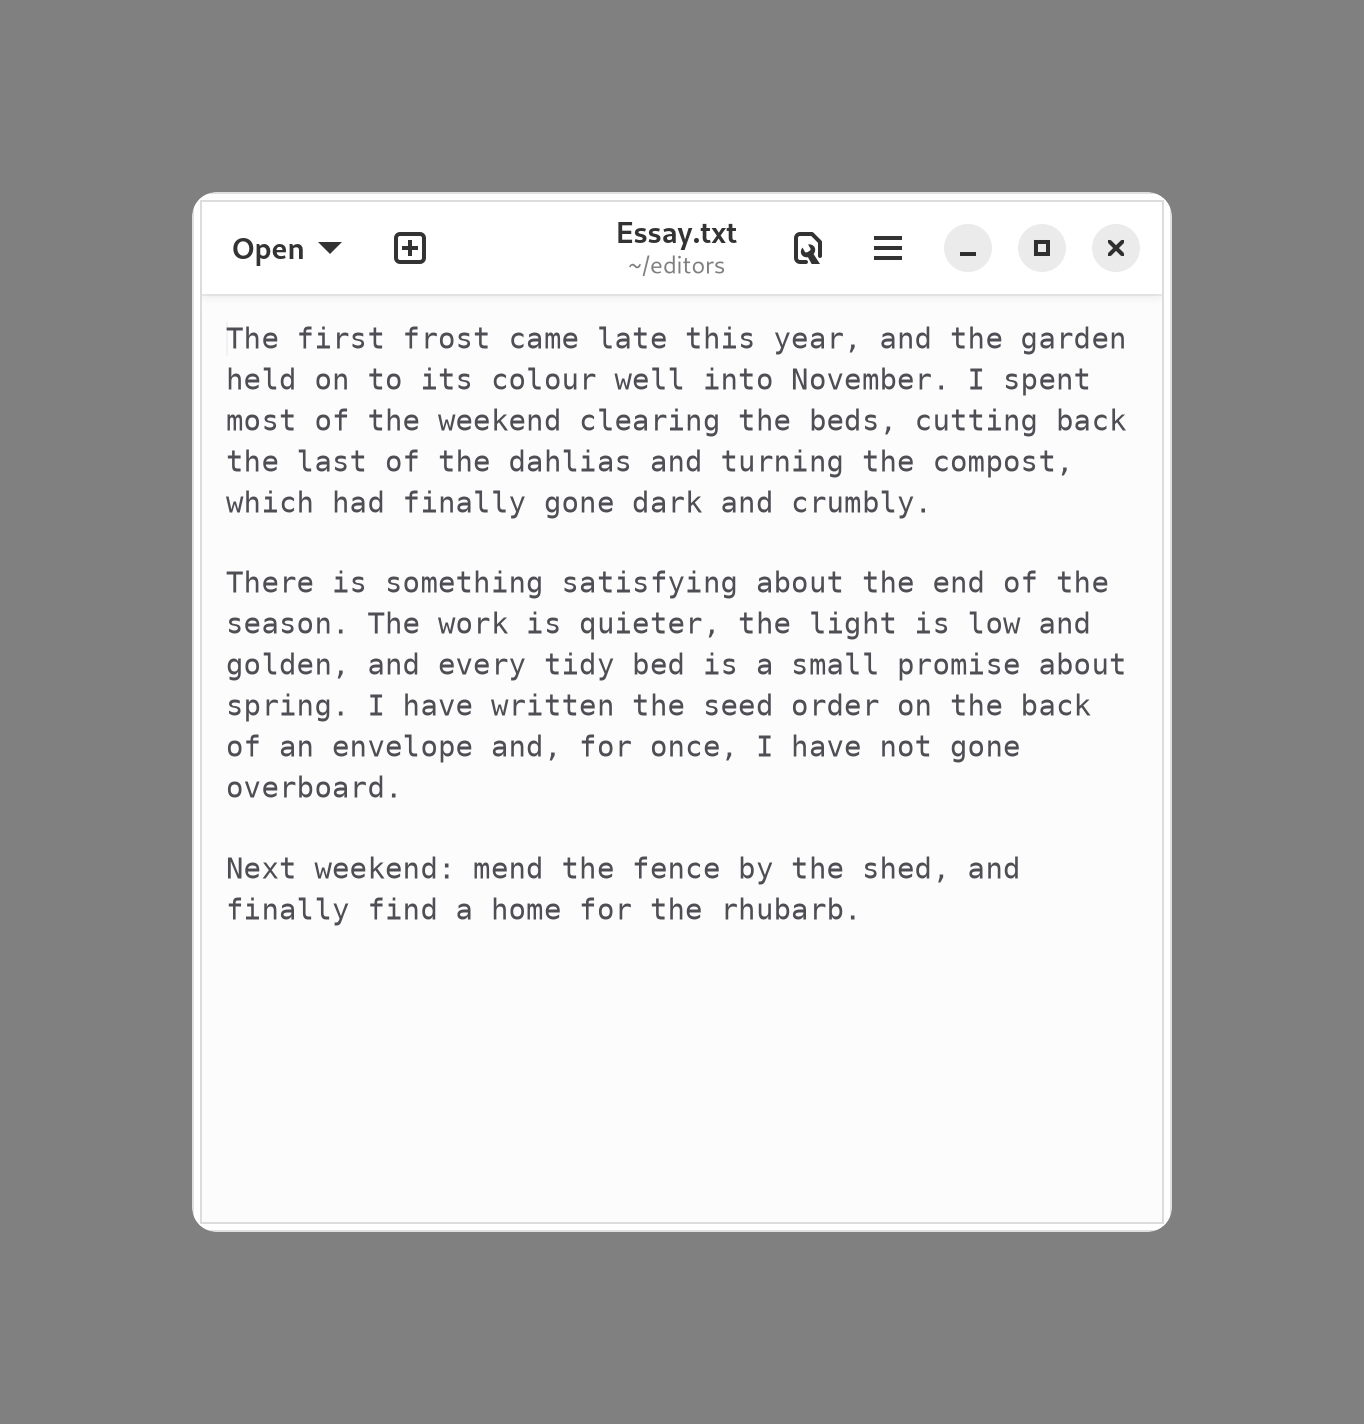 Open
Essay.txt
~/editors
The first frost came late this year, and the garden
held on to its colour well into November. I spent
most of the weekend clearing the beds, cutting back
the last of the dahlias and turning the compost,
which had finally gone dark and crumbly.
There is something satisfying about the end of the
season. The work is quieter, the light is low and
golden, and every tidy bed is a small promise about
spring. I have written the seed order on the back
of an envelope and, for once, I have not gone
overboard.
Next weekend: mend the fence by the shed, and
finally find a home for the rhubarb.